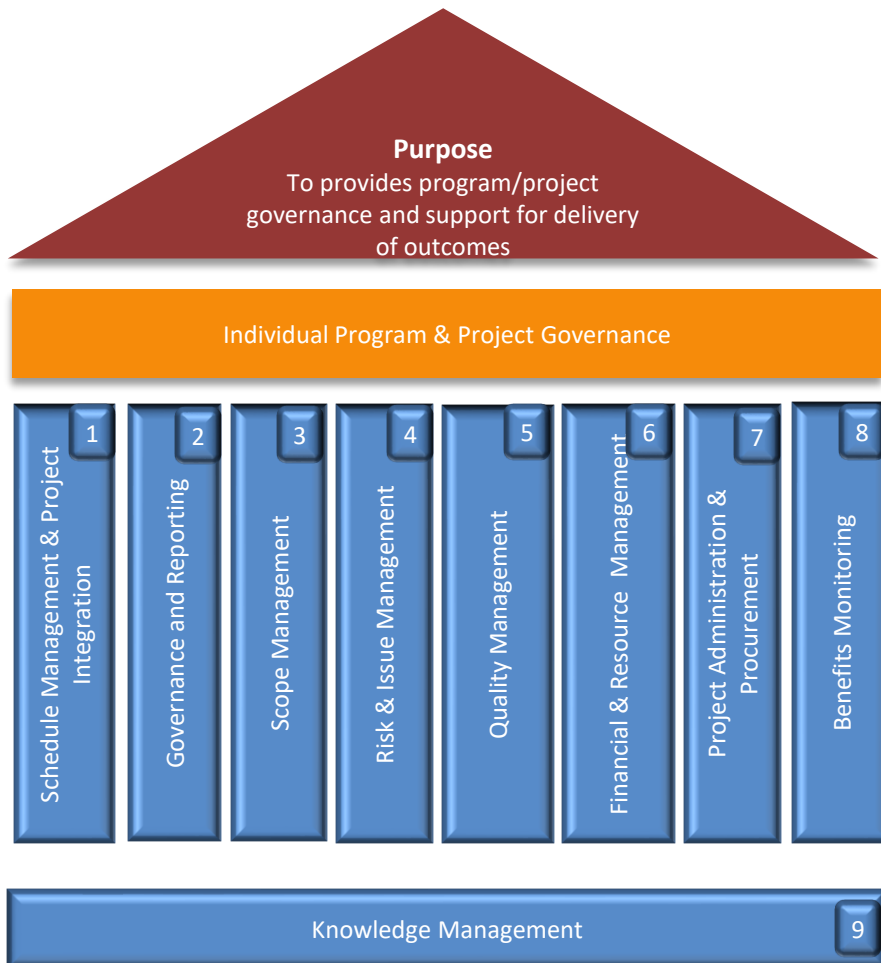 Purpose
To provides program/project
governance and support for delivery
of outcomes
Individual Program & Project Governance
1
Schedule Management & Project
Integration
2
Governance and Reporting
3
Scope Management
4
Risk & Issue Management
5
Quality Management
6
Financial & Resource Management
7
Project Administration &
Procurement
8
Benefits Monitoring
Knowledge Management
9